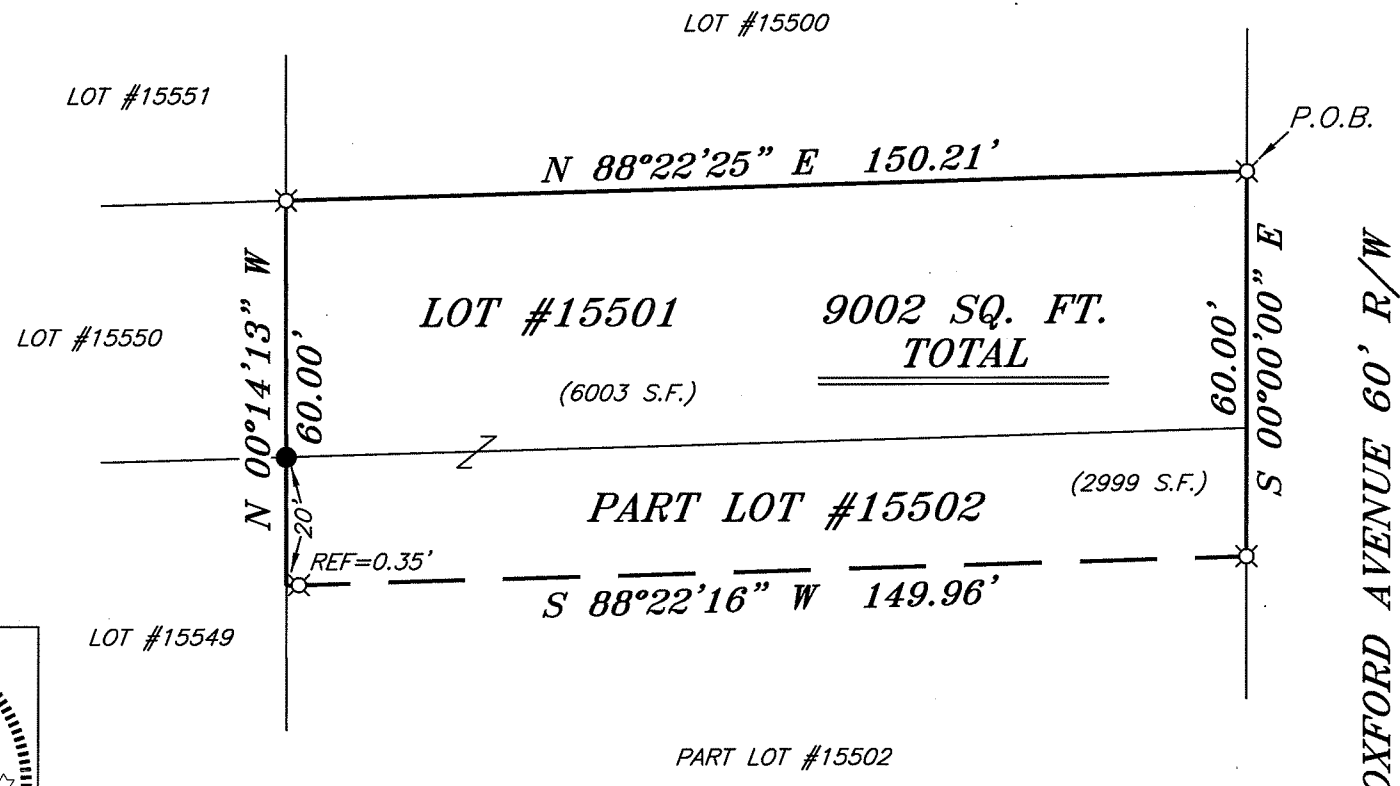 LOT #15500
LOT #15551
P.O.B.
N 88°22'25" E 150.21'
LOT #15501
9002 SQ. FT.
TOTAL
(6003 S.F.)
LOT #15550
N 00°14'13" W
60.00'
60.00'
S 00°00'00" E
OXFORD AVENUE 60' R/W
PART LOT #15502
(2999 S.F.)
20'
REF=0.35'
S 88°22'16" W 149.96'
LOT #15549
PART LOT #15502